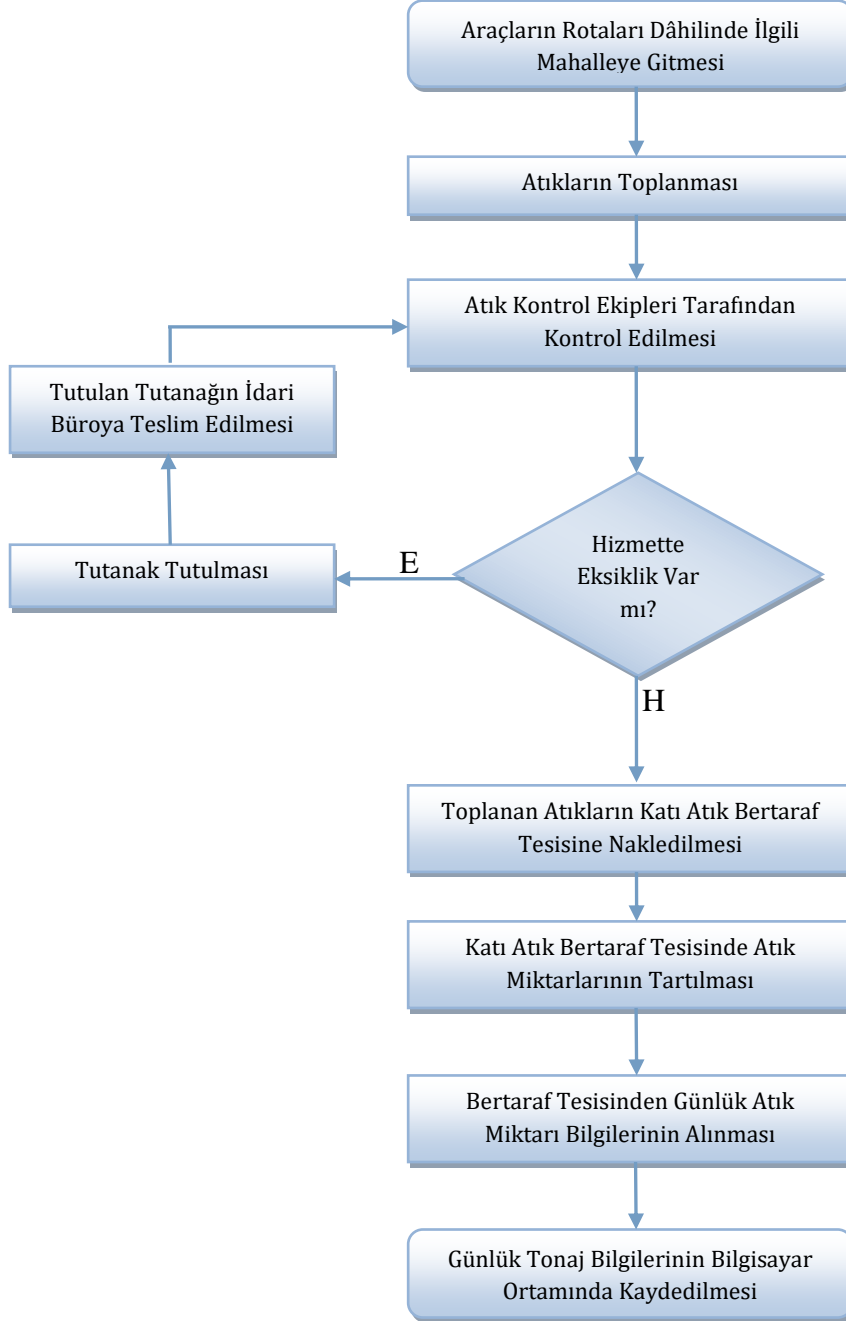 Araçların Rotaları Dâhilinde İlgili
Mahalleye Gitmesi
Atıkların Toplanması
Atık Kontrol Ekipleri Tarafından
Kontrol Edilmesi
Tutulan Tutanağın İdari
Büroya Teslim Edilmesi
Hizmette
Eksiklik Var
mı?
E
Tutanak Tutulması
H
Toplanan Atıkların Katı Atık Bertaraf
Tesisine Nakledilmesi
Katı Atık Bertaraf Tesisinde Atık
Miktarlarının Tartılması
Bertaraf Tesisinden Günlük Atık
Miktarı Bilgilerinin Alınması
Günlük Tonaj Bilgilerinin Bilgisayar
Ortamında Kaydedilmesi